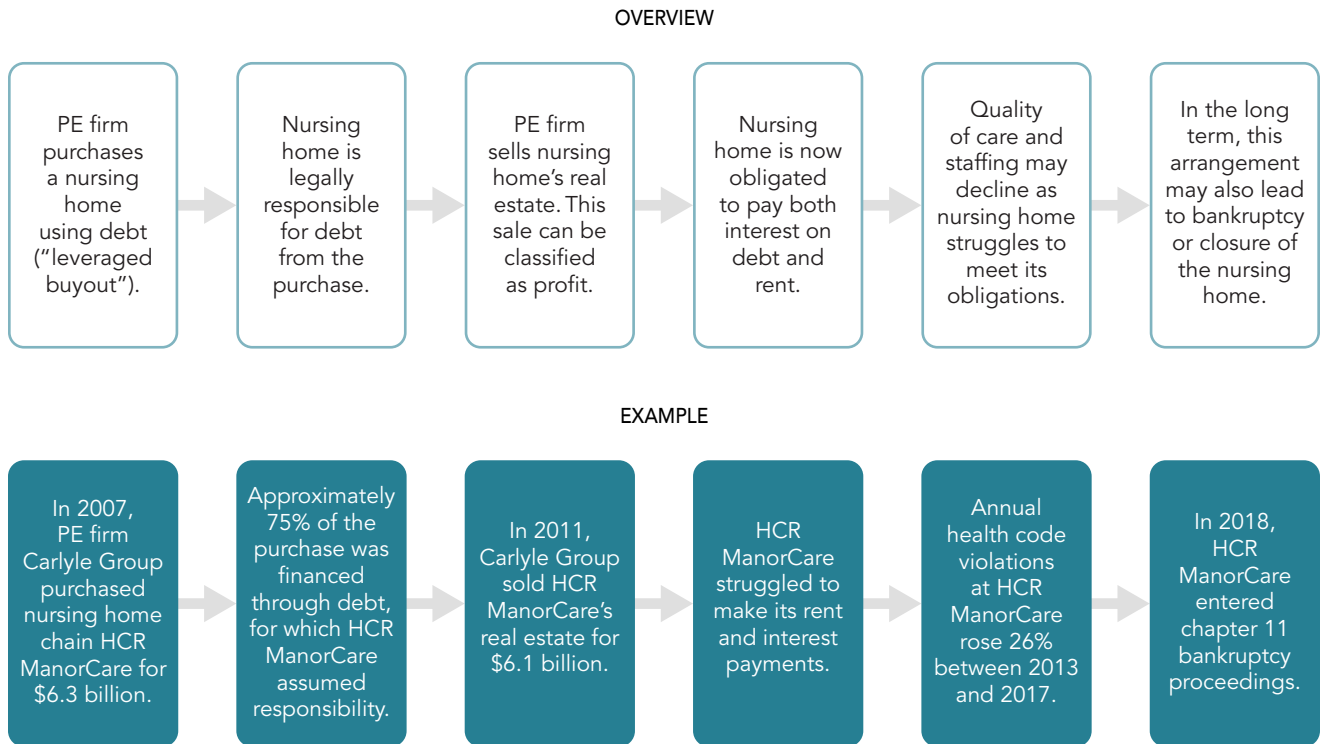 OVERVIEW
PE firm
purchases
a nursing
home
using debt
(“leveraged
buyout”).
Nursing
home is
legally
responsible
for debt
from the
purchase.
PE firm
sells nursing
home’s real
estate. This
sale can be
classified
as profit.
Nursing
home is now
obligated
to pay both
interest on
debt and
rent.
Quality
of care and
staffing may
decline as
nursing home
struggles to
meet its
obligations.
In the long
term, this
arrangement
may also lead
to bankruptcy
or closure of
the nursing
home.
EXAMPLE
In 2007,
PE firm
Carlyle Group
purchased
nursing home
chain HCR
ManorCare for
$6.3 billion.
Approximately
75% of the
purchase was
financed
through debt,
for which HCR
ManorCare
assumed
responsibility.
In 2011,
Carlyle Group
sold HCR
ManorCare’s
real estate for
$6.1 billion.
HCR
ManorCare
struggled to
make its rent
and interest
payments.
Annual
health code
violations
at HCR
ManorCare
rose 26%
between 2013
and 2017.
In 2018,
HCR
ManorCare
entered
chapter 11
bankruptcy
proceedings.